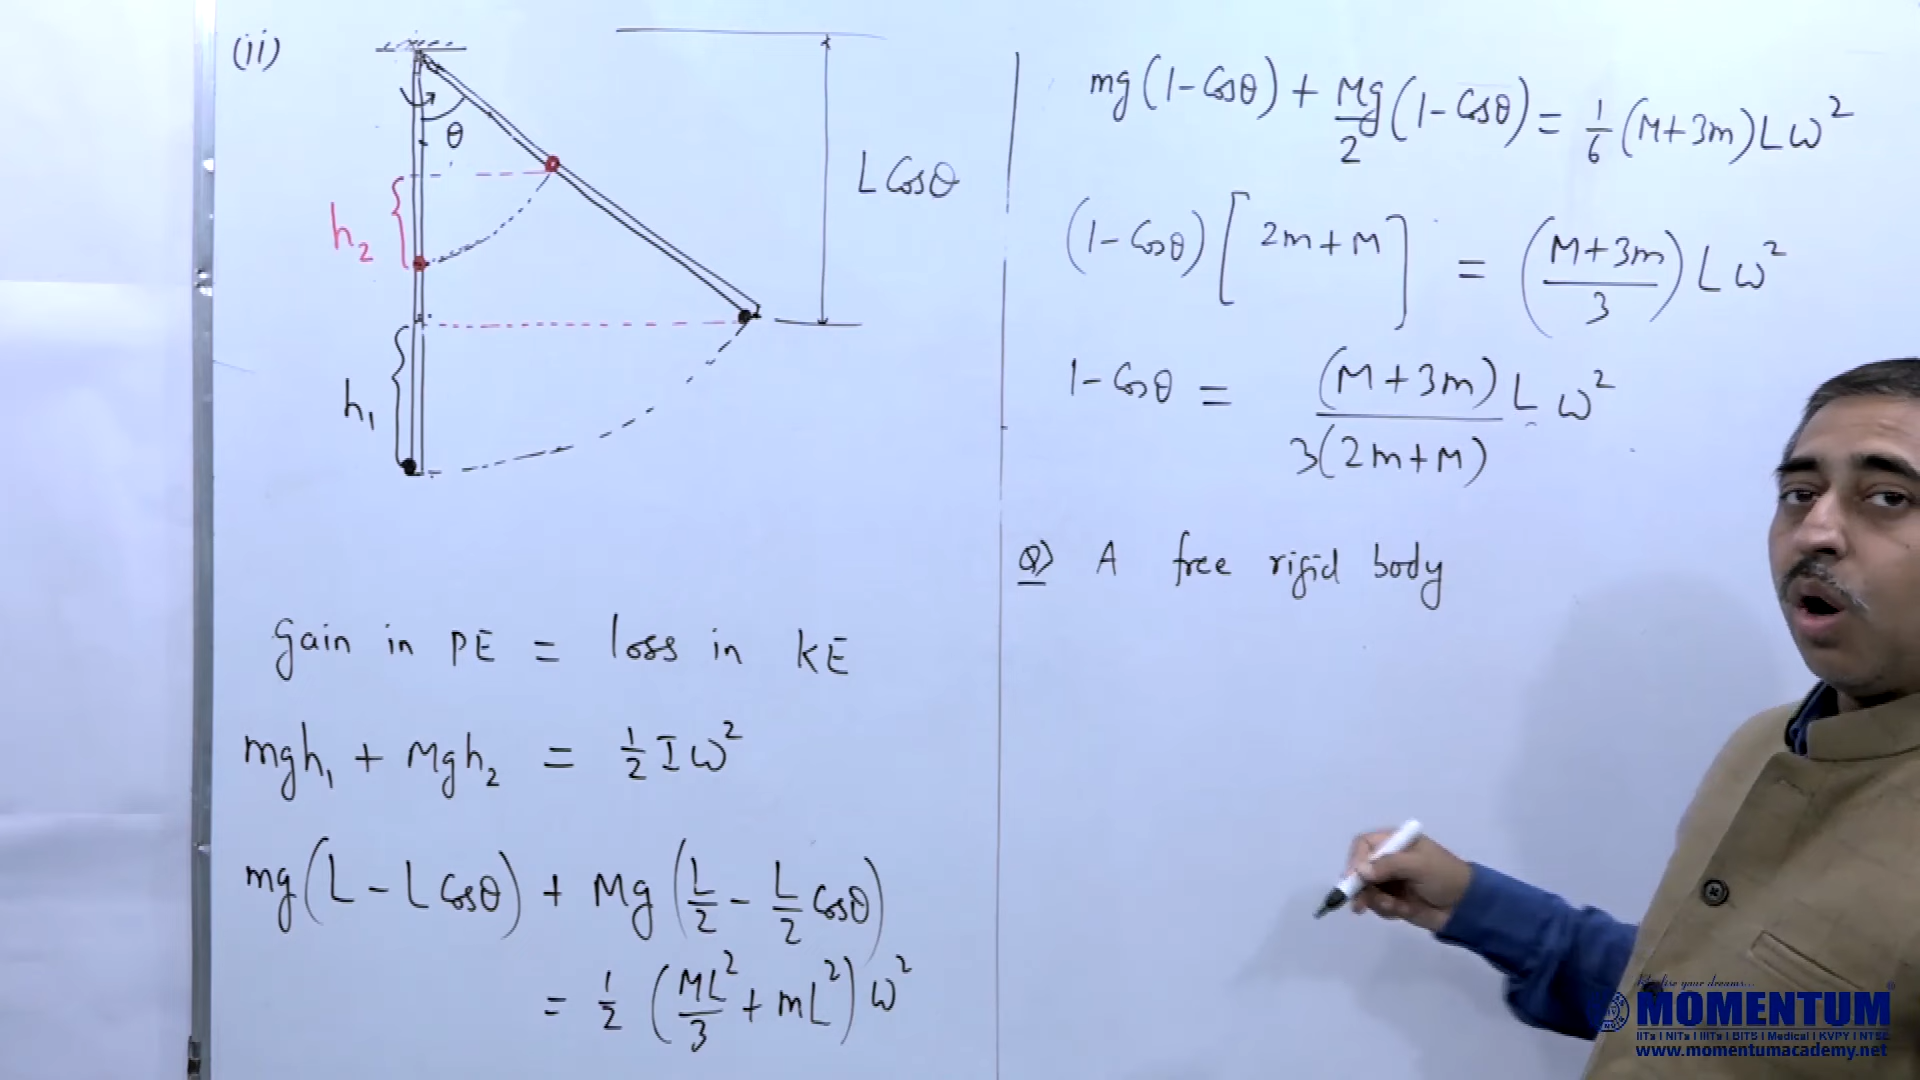 (ii)
θ
L Cosθ
h₂
h₁
gain in PE = loss in KE
mgh₁ + Mgh₂ = ½ I ω²
mg(L - L Cosθ) + Mg(L/2 - L/2 Cosθ)
= ½ (ML²/3 + mL²) ω²
mg(1-Cosθ) + Mg/2 (1-Cosθ) = 1/6 (M+3m) L ω²
(1-Cosθ) [2m+M] = ((M+3m)/3) L ω²
1-Cosθ = (M+3m)/3(2m+M) L ω²
Q) A free rigid body
MOMENTUM
IITs | NITs | IIITs | BITS | Medical | KVPY | NTSE
www.momentumacademy.net